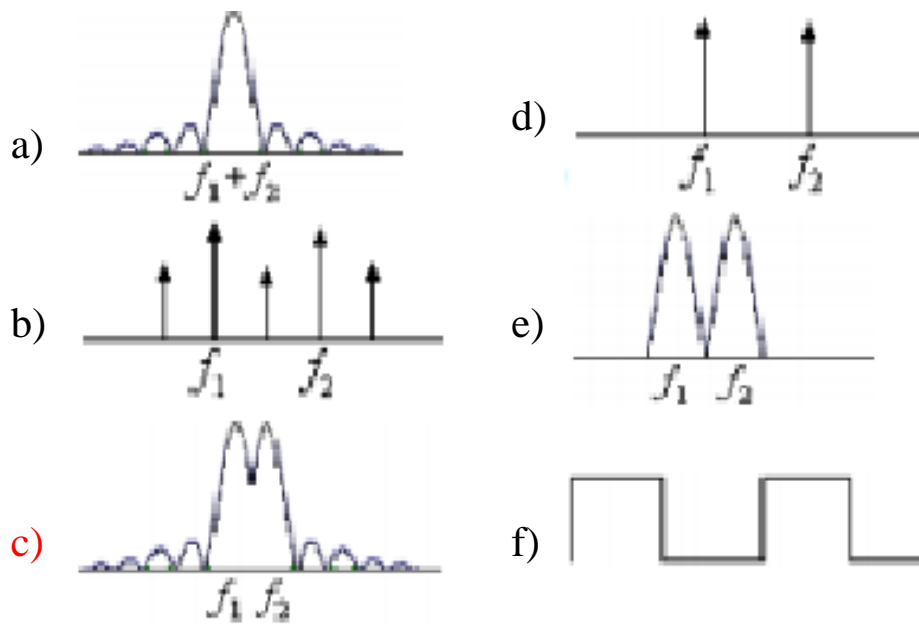 a)
f₁+f₂
b)
f₁ f₂
c)
f₁ f₂
d)
f₁ f₂
e)
f₁ f₂
f)